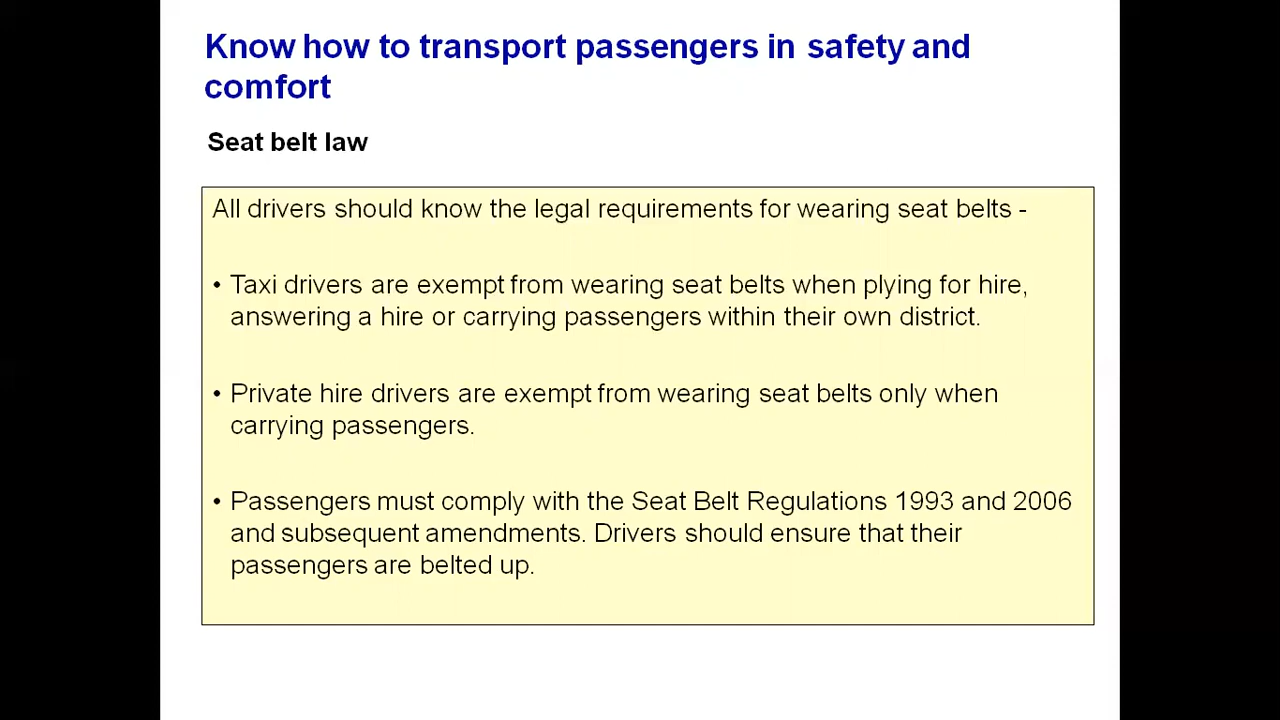 Know how to transport passengers in safety and
comfort
Seat belt law
All drivers should know the legal requirements for wearing seat belts -
• Taxi drivers are exempt from wearing seat belts when plying for hire,
answering a hire or carrying passengers within their own district.
• Private hire drivers are exempt from wearing seat belts only when
carrying passengers.
• Passengers must comply with the Seat Belt Regulations 1993 and 2006
and subsequent amendments. Drivers should ensure that their
passengers are belted up.